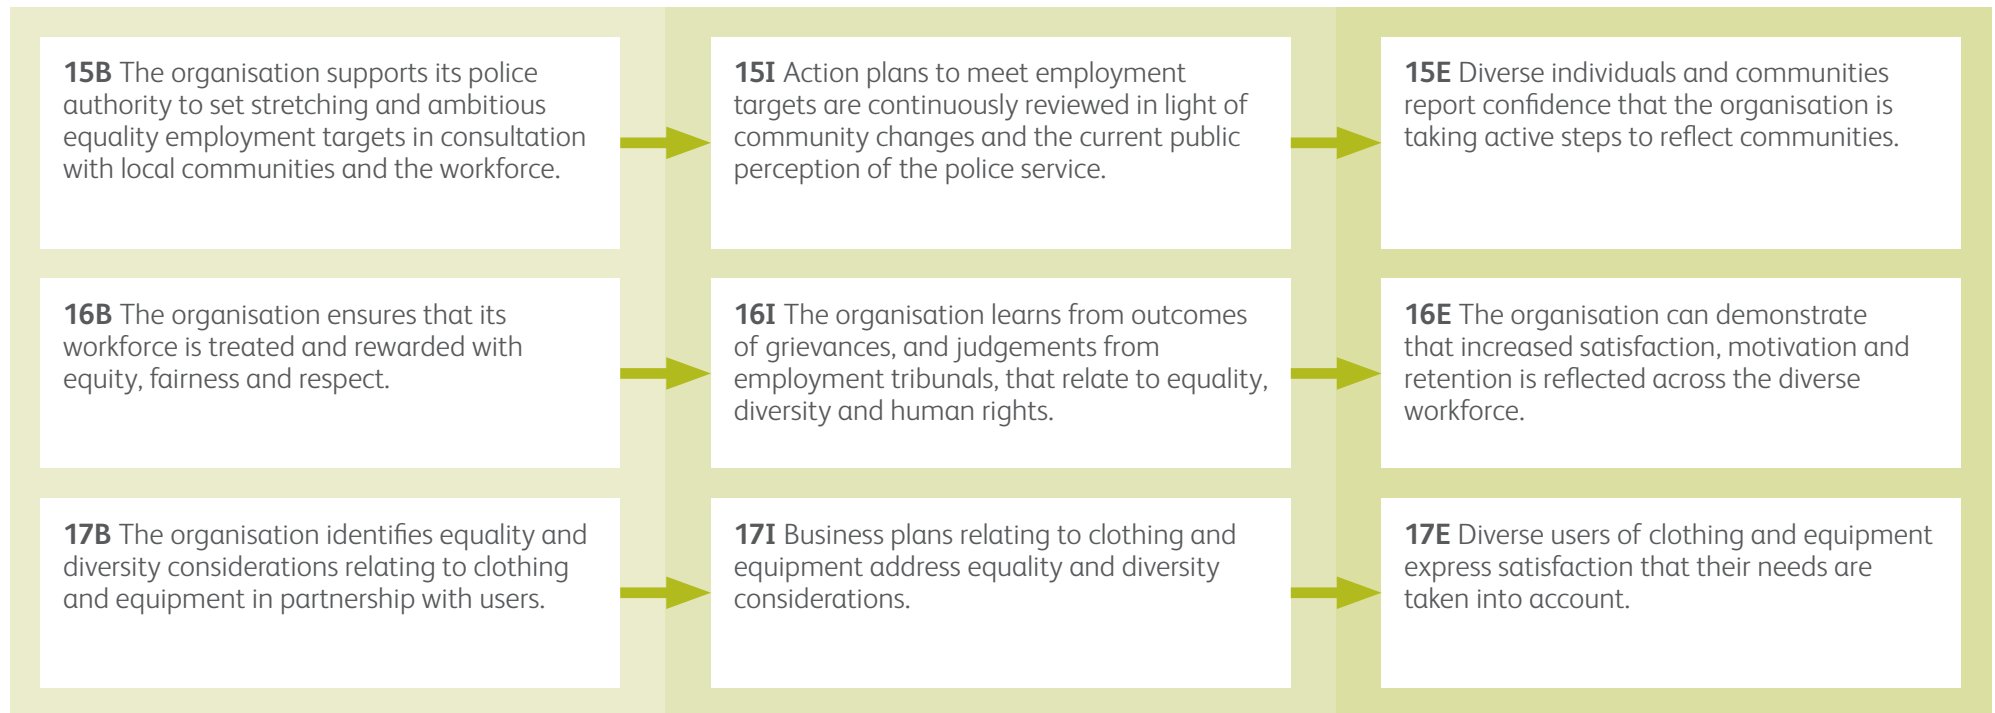 15B The organisation supports its police
authority to set stretching and ambitious
equality employment targets in consultation
with local communities and the workforce.
15I Action plans to meet employment
targets are continuously reviewed in light of
community changes and the current public
perception of the police service.
15E Diverse individuals and communities
report confidence that the organisation is
taking active steps to reflect communities.
16B The organisation ensures that its
workforce is treated and rewarded with
equity, fairness and respect.
16I The organisation learns from outcomes
of grievances, and judgements from
employment tribunals, that relate to equality,
diversity and human rights.
16E The organisation can demonstrate
that increased satisfaction, motivation and
retention is reflected across the diverse
workforce.
17B The organisation identifies equality and
diversity considerations relating to clothing
and equipment in partnership with users.
17I Business plans relating to clothing and
equipment address equality and diversity
considerations.
17E Diverse users of clothing and equipment
express satisfaction that their needs are
taken into account.